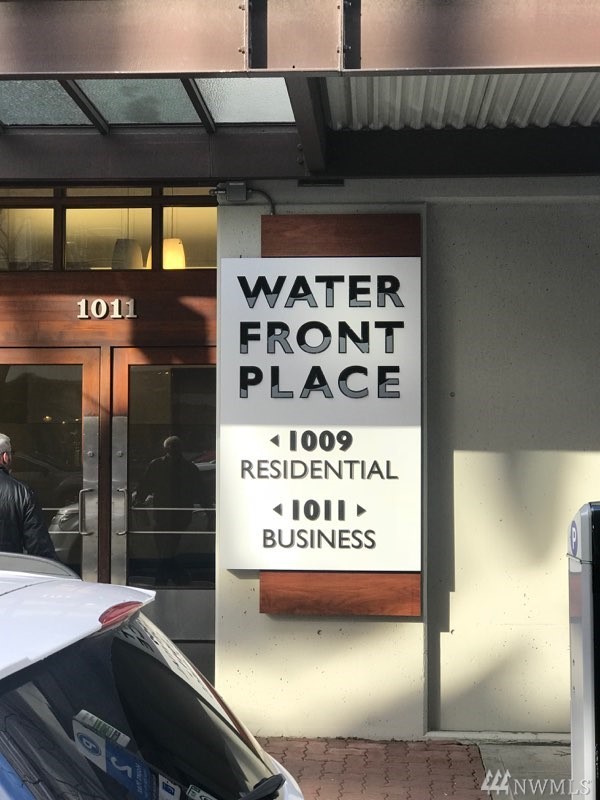 1011
WATER
FRONT
PLACE
◂ 1009
RESIDENTIAL
◂ 1011 ▸
BUSINESS
P
NWMLS